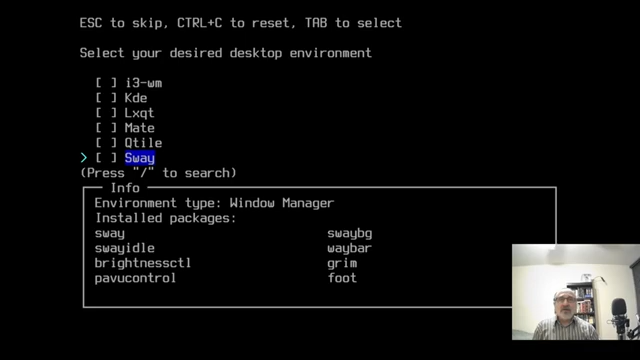 ESC to skip, CTRL+C to reset, TAB to select
Select your desired desktop environment
[ ] i3-wm
[ ] Kde
[ ] Lxqt
[ ] Mate
[ ] Qtile
> [ ] Sway
(Press "/" to search)
Info
Environment type: Window Manager
Installed packages:
sway swaybg
swayidle waybar
brightnessctl grim
pavucontrol foot